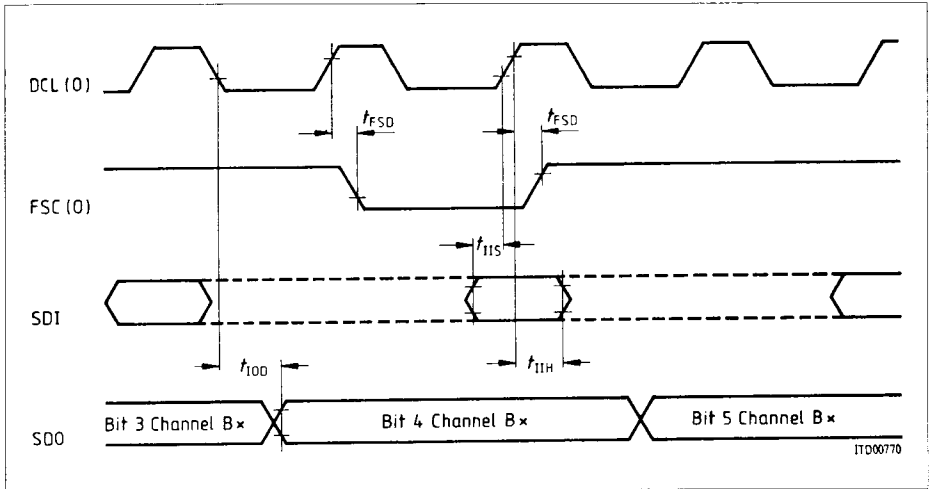 DCL (O)
tFSD
tFSD
FSC (O)
tIIS
SDI
tIOD
tIIH
SDO
Bit 3 Channel B×
Bit 4 Channel B×
Bit 5 Channel B×
ITD00770